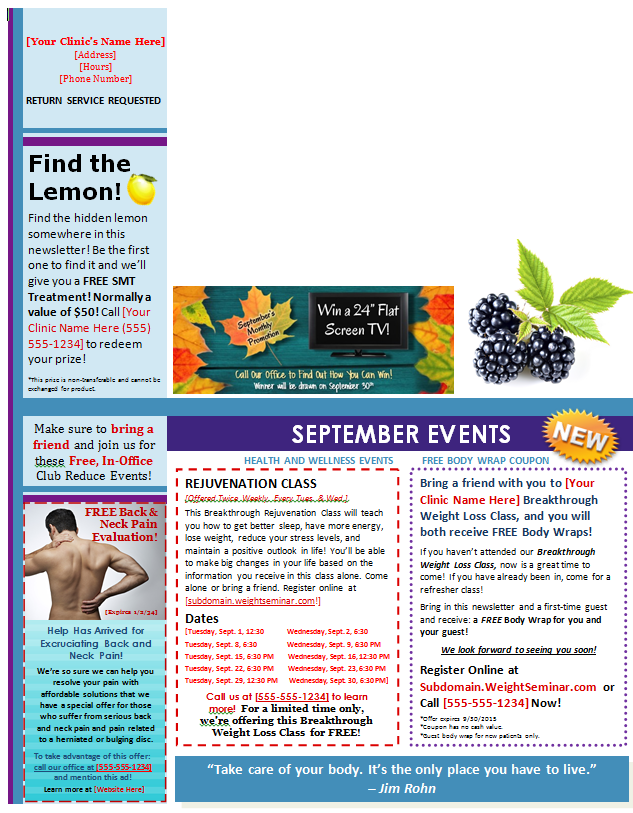 [Your Clinic's Name Here]
[Address]
[Hours]
[Phone Number]
RETURN SERVICE REQUESTED
Find the
Lemon!
Find the hidden lemon
somewhere in this
newsletter! Be the first
one to find it and we'll
give you a FREE SMT
Treatment! Normally a
value of $50! Call [Your
Clinic Name Here (555)
555-1234] to redeem
your prize!
*This prize is non-transferable and cannot be
exchanged for product.
September's
Monthly
Promotion
Win a 24" Flat
Screen TV!
Call Our Office to Find Out How You Can Win!
Winner will be drawn on September 30th
Make sure to bring a
friend and join us for
these Free, In-Office
Club Reduce Events!
FREE Back &
Neck Pain
Evaluation!
[Expires 1/2/24]
Help Has Arrived for
Excruciating Back and
Neck Pain!
We're so sure we can help you
resolve your pain with
affordable solutions that we
have a special offer for those
who suffer from serious back
and neck pain and pain related
to a herniated or bulging disc.
To take advantage of this offer:
call our office at [555-555-1234]
and mention this ad!
Learn more at [Website Here]
SEPTEMBER EVENTS
NEW
HEALTH AND WELLNESS EVENTS
REJUVENATION CLASS
[Offered Twice Weekly, Every Tues. & Wed.]
This Breakthrough Rejuvenation Class will teach
you how to get better sleep, have more energy,
lose weight, reduce your stress levels, and
maintain a positive outlook in life! You'll be able
to make big changes in your life based on the
information you receive in this class alone. Come
alone or bring a friend. Register online at
[subdomain.weightseminar.com!]
Dates
[Tuesday, Sept. 1, 12:30 Wednesday, Sept. 2, 6:30
Tuesday, Sept. 8, 6:30 Wednesday, Sept. 9, 6:30 PM
Tuesday, Sept. 15, 6:30 PM Wednesday, Sept. 16, 12:30 PM
Tuesday, Sept. 22, 6:30 PM Wednesday, Sept. 23, 6:30 PM
Tuesday, Sept. 29, 12:30 PM Wednesday, Sept. 30, 6:30 PM]
Call us at [555-555-1234] to learn
more! For a limited time only,
we're offering this Breakthrough
Weight Loss Class for FREE!
FREE BODY WRAP COUPON
Bring a friend with you to [Your
Clinic Name Here] Breakthrough
Weight Loss Class, and you will
both receive FREE Body Wraps!
If you haven't attended our Breakthrough
Weight Loss Class, now is a great time to
come! If you have already been in, come for a
refresher class!
Bring in this newsletter and a first-time guest
and receive: a FREE Body Wrap for you and
your guest!
We look forward to seeing you soon!
Register Online at
Subdomain.WeightSeminar.com or
Call [555-555-1234] Now!
*Offer expires 9/30/2015
*Coupon has no cash value.
*Guest body wrap for new patients only.
"Take care of your body. It's the only place you have to live."
– Jim Rohn